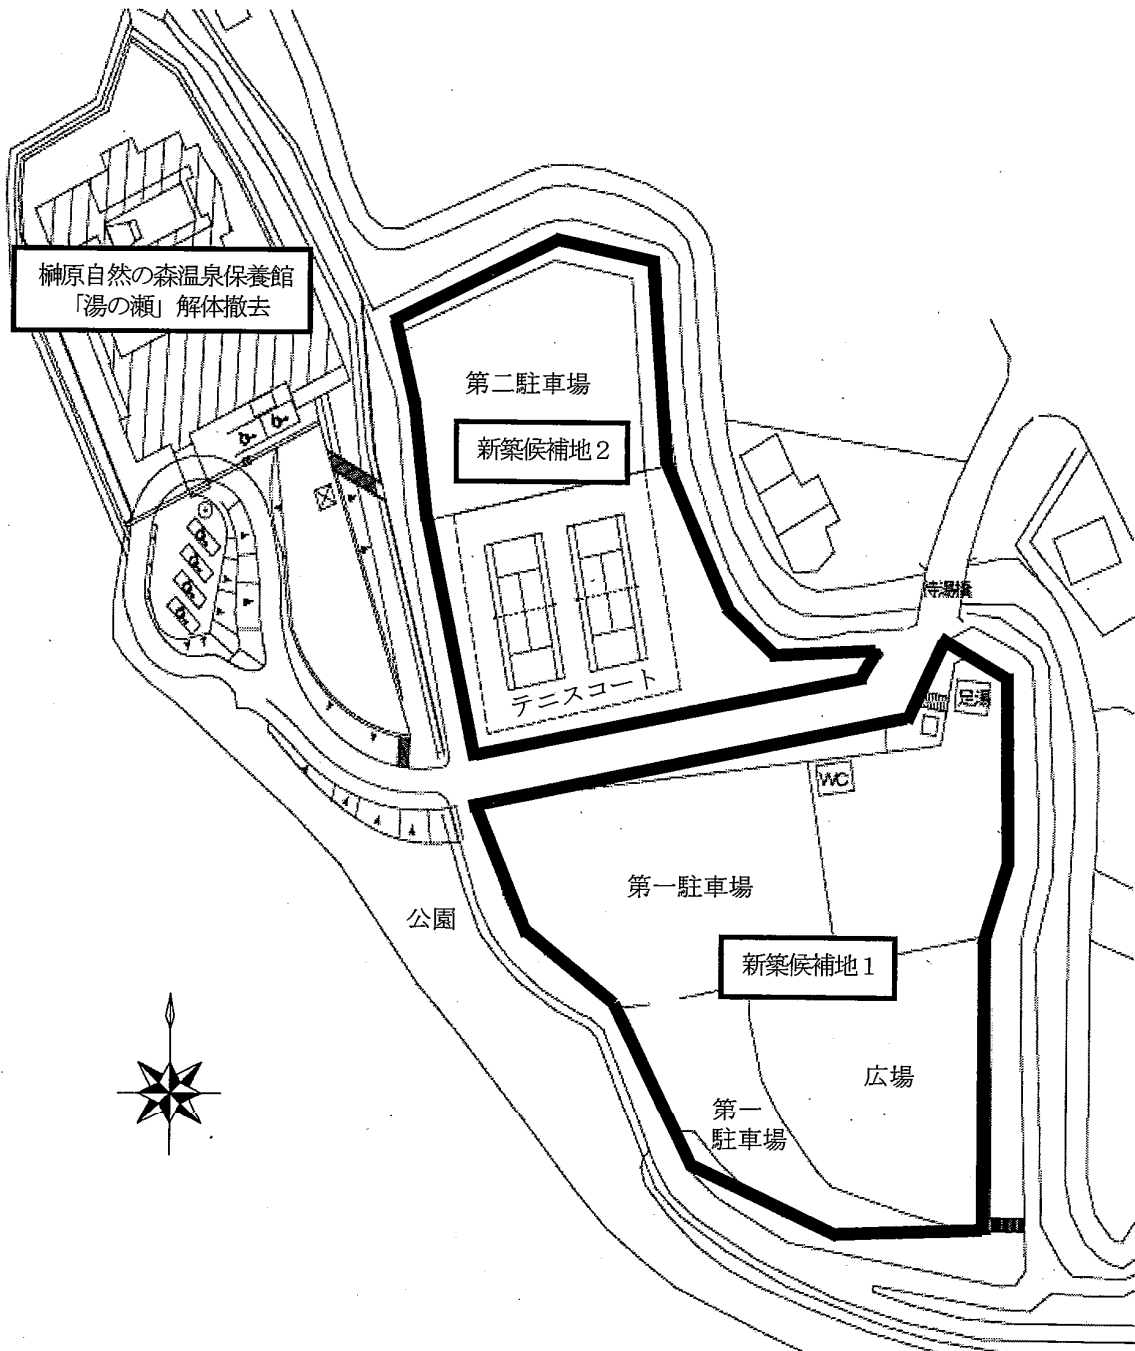 榊原自然の森温泉保養館
「湯の瀬」解体撤去
第二駐車場
新築候補地2
テニスコート
足湯
WC
第一駐車場
公園
新築候補地1
広場
第一
駐車場